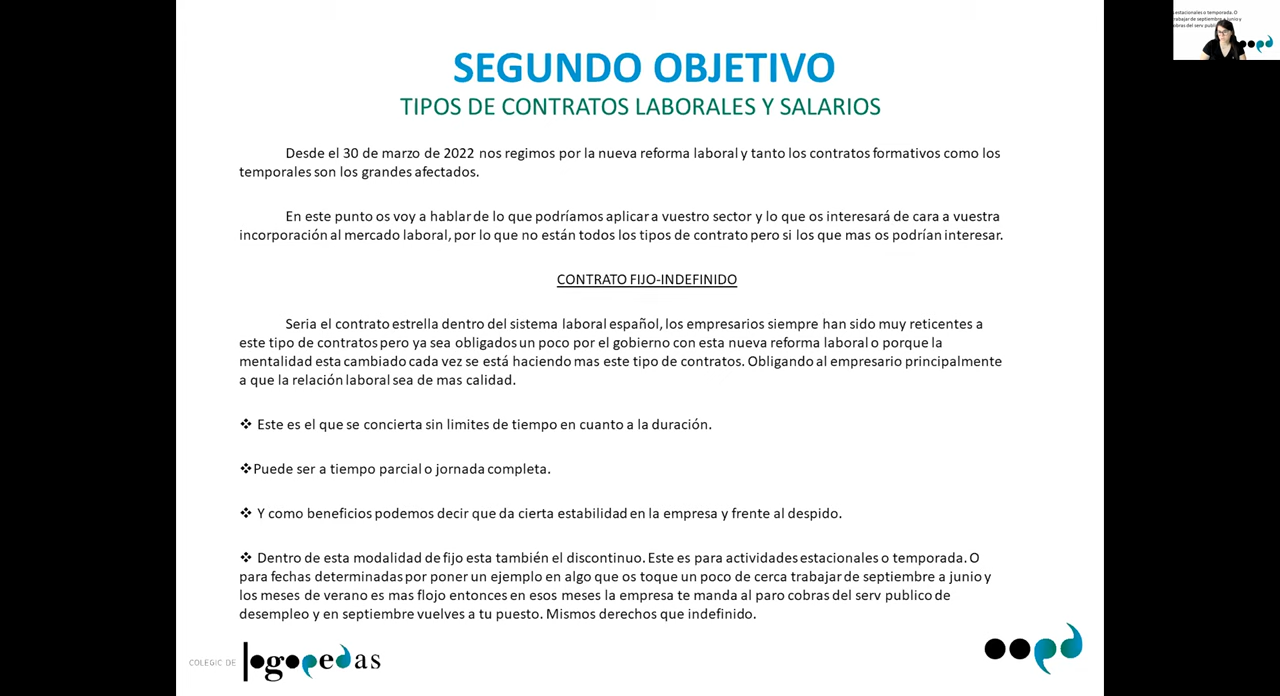 SEGUNDO OBJETIVO
TIPOS DE CONTRATOS LABORALES Y SALARIOS
Desde el 30 de marzo de 2022 nos regimos por la nueva reforma laboral y tanto los contratos formativos como los
temporales son los grandes afectados.
En este punto os voy a hablar de lo que podríamos aplicar a vuestro sector y lo que os interesará de cara a vuestra
incorporación al mercado laboral, por lo que no están todos los tipos de contrato pero si los que mas os podrían interesar.
CONTRATO FIJO-INDEFINIDO
Seria el contrato estrella dentro del sistema laboral español, los empresarios siempre han sido muy reticentes a
este tipo de contratos pero ya sea obligados un poco por el gobierno con esta nueva reforma laboral o porque la
mentalidad esta cambiado cada vez se está haciendo mas este tipo de contratos. Obligando al empresario principalmente
a que la relación laboral sea de mas calidad.
❖ Este es el que se concierta sin limites de tiempo en cuanto a la duración.
❖Puede ser a tiempo parcial o jornada completa.
❖ Y como beneficios podemos decir que da cierta estabilidad en la empresa y frente al despido.
❖ Dentro de esta modalidad de fijo esta también el discontinuo. Este es para actividades estacionales o temporada. O
para fechas determinadas por poner un ejemplo en algo que os toque un poco de cerca trabajar de septiembre a junio y
los meses de verano es mas flojo entonces en esos meses la empresa te manda al paro cobras del serv publico de
desempleo y en septiembre vuelves a tu puesto. Mismos derechos que indefinido.
COLEGIC DE logopedas
estacionales o temporada. O
trabajar de septiembre a junio y
cobras del serv publico